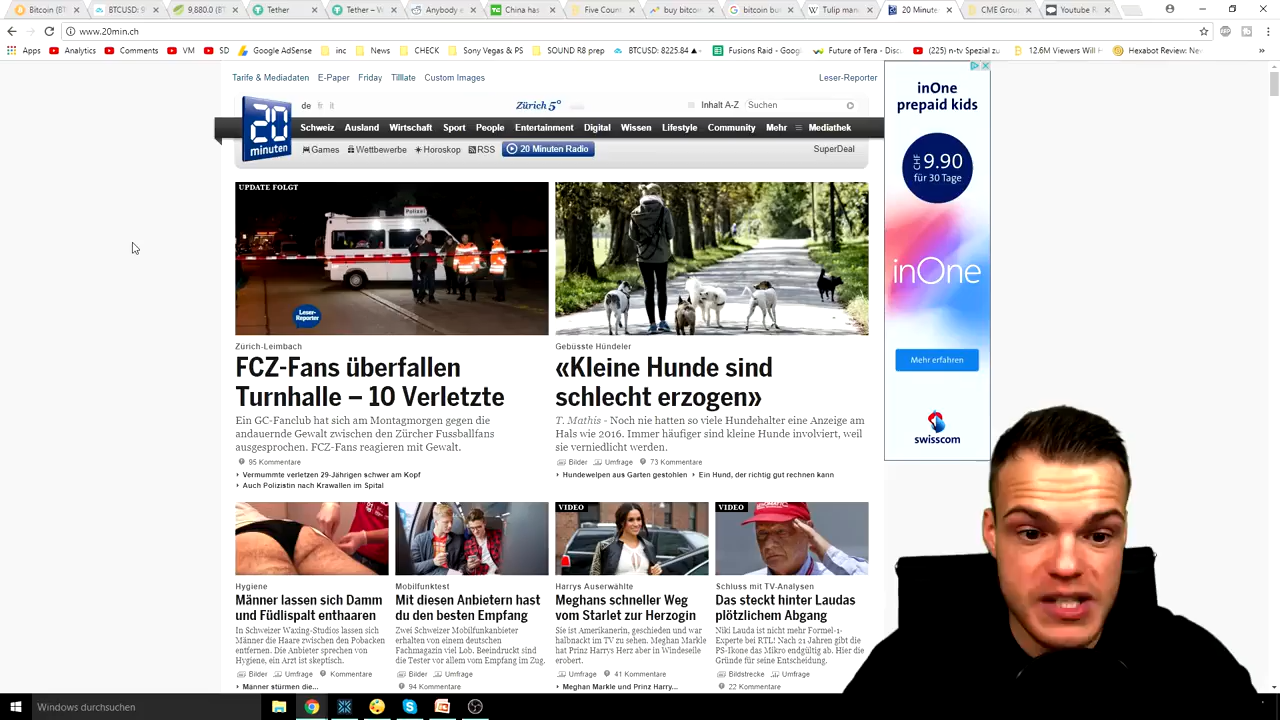 Bitcoin (BT
BTCUSD: 9
9,880.0 (
Tether
Tether – W
Anybody
China has
Five Count
buy bitcoi
bitcoin bu
Tulip man
20 Minute
CME Grou
Youtube R
www.20min.ch
Apps Analytics Comments VM SD Google AdSense inc News CHECK Sony Vegas & PS SOUND R8 prep BTCUSD: 8225.84 Fusions Raid - Goog Future of Tera - Disc (225) n-tv Spezial zu 12.6M Viewers Will H Hexabot Review: Ne
Tarife & Mediadaten E-Paper Friday Tilllate Custom Images Leser-Reporter
de fr it Zürich 5° Inhalt A-Z Suchen
20 minuten
Schweiz Ausland Wirtschaft Sport People Entertainment Digital Wissen Lifestyle Community Mehr Mediathek
Games Wettbewerbe Horoskop RSS 20 Minuten Radio SuperDeal
UPDATE FOLGT
Polizei
Leser-
Reporter
Zürich-Leimbach
FCZ-Fans überfallen
Turnhalle – 10 Verletzte
Ein GC-Fanclub hat sich am Montagmorgen gegen die
andauernde Gewalt zwischen den Zürcher Fussballfans
ausgesprochen. FCZ-Fans reagieren mit Gewalt.
95 Kommentare
Vermummte verletzen 29-Jährigen schwer am Kopf
Auch Polizistin nach Krawallen im Spital
Gebüsste Hündeler
«Kleine Hunde sind
schlecht erzogen»
T. Mathis - Noch nie hatten so viele Hundehalter eine Anzeige am
Hals wie 2016. Immer häufiger sind kleine Hunde involviert, weil
sie verniedlicht werden.
Bilder Umfrage 73 Kommentare
Hundewelpen aus Garten gestohlen Ein Hund, der richtig gut rechnen kann
Hygiene
Männer lassen sich Damm
und Füdlispalt enthaaren
In Schweizer Waxing-Studios lassen sich
Männer die Haare zwischen den Pobacken
entfernen. Die Anbieter sprechen von
Hygiene, ein Arzt ist skeptisch.
Bilder Umfrage Kommentare
Männer stürmen die...
Mobilfunktest
Mit diesen Anbietern hast
du den besten Empfang
Zwei Schweizer Mobilfunkanbieter
erhalten von einem deutschen
Fachmagazin viel Lob. Beeindruckt sind
die Tester vor allem vom Empfang im Zug.
Bilder Umfrage
94 Kommentare
VIDEO
Harrys Auserwählte
Meghans schneller Weg
vom Starlet zur Herzogin
Sie ist Amerikanerin, geschieden und war
halbnackt im TV zu sehen. Meghan Markle
hat Prinz Harrys Herz aber in Windeseile
erobert.
Umfrage 41 Kommentare
Meghan Markle und Prinz Harry...
VIDEO
Schluss mit TV-Analysen
Das steckt hinter Laudas
plötzlichem Abgang
Niki Lauda ist nicht mehr Formel-1-
Experte bei RTL! Nach 21 Jahren gibt die
PS-Ikone das Mikro endgültig ab. Hier die
Gründe für seine Entscheidung.
Bildstrecke Umfrage
22 Kommentare
inOne
prepaid kids
CHF 9.90
für 30 Tage
inOne
Mehr erfahren
swisscom
Windows durchsuchen